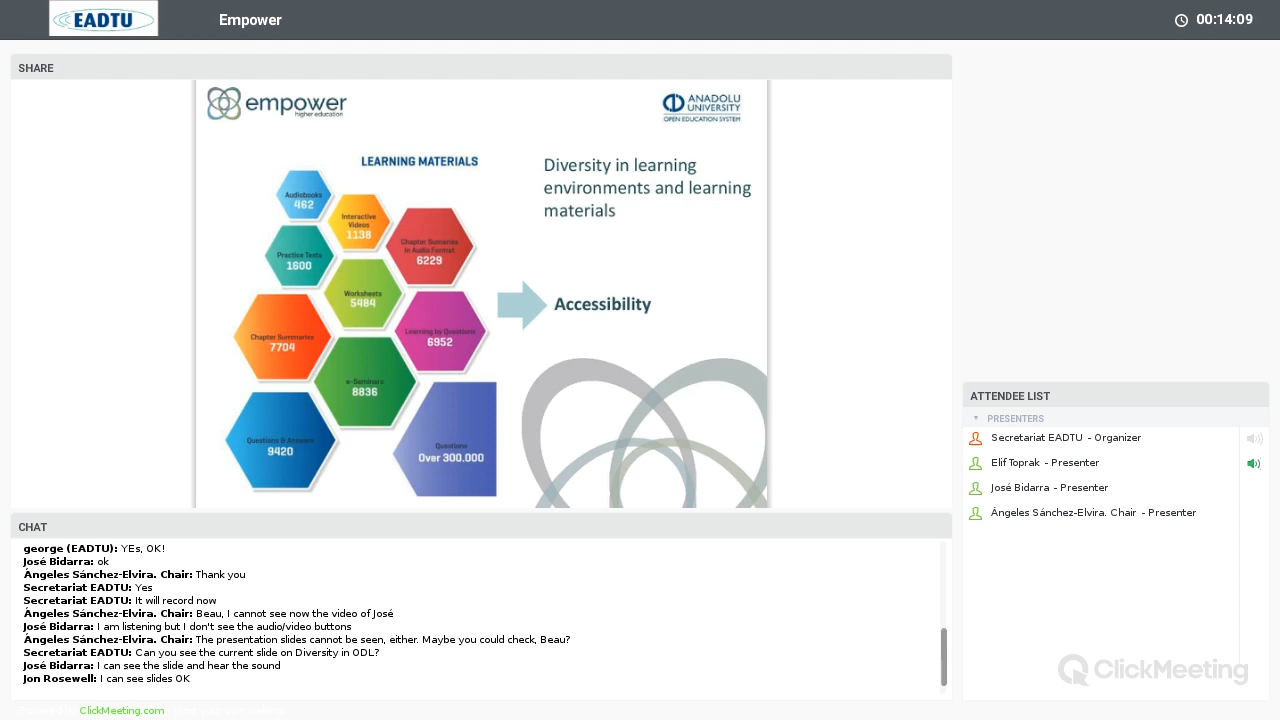 EADTU
Empower
00:14:09
SHARE
empower
higher education
ANADOLU
UNIVERSITY
OPEN EDUCATION SYSTEM
LEARNING MATERIALS
Diversity in learning
environments and learning
materials
Audiobooks
462
Interactive
Videos
1138
Chapter Sumeries
in Audio Format
6229
Practice Tests
1600
Worksheets
5484
Chapter Summeries
7704
Learning by Questions
6952
e-Seminars
8836
Questions & Answers
9420
Questions
Over 300.000
Accessibility
CHAT
george (EADTU): YEs, OK!
José Bidarra: ok
Ángeles Sánchez-Elvira. Chair: Thank you
Secretariat EADTU: Yes
Secretariat EADTU: It will record now
Ángeles Sánchez-Elvira. Chair: Beau, I cannot see now the video of José
José Bidarra: I am listening but I don't see the audio/video buttons
Ángeles Sánchez-Elvira. Chair: The presentation slides cannot be seen, either. Maybe you could check, Beau?
Secretariat EADTU: Can you see the current slide on Diversity in ODL?
José Bidarra: I can see the slide and hear the sound
Jon Rosewell: I can see slides OK
ATTENDEE LIST
PRESENTERS
Secretariat EADTU - Organizer
Elif Toprak - Presenter
José Bidarra - Presenter
Ángeles Sánchez-Elvira. Chair - Presenter
ClickMeeting
ClickMeeting.com